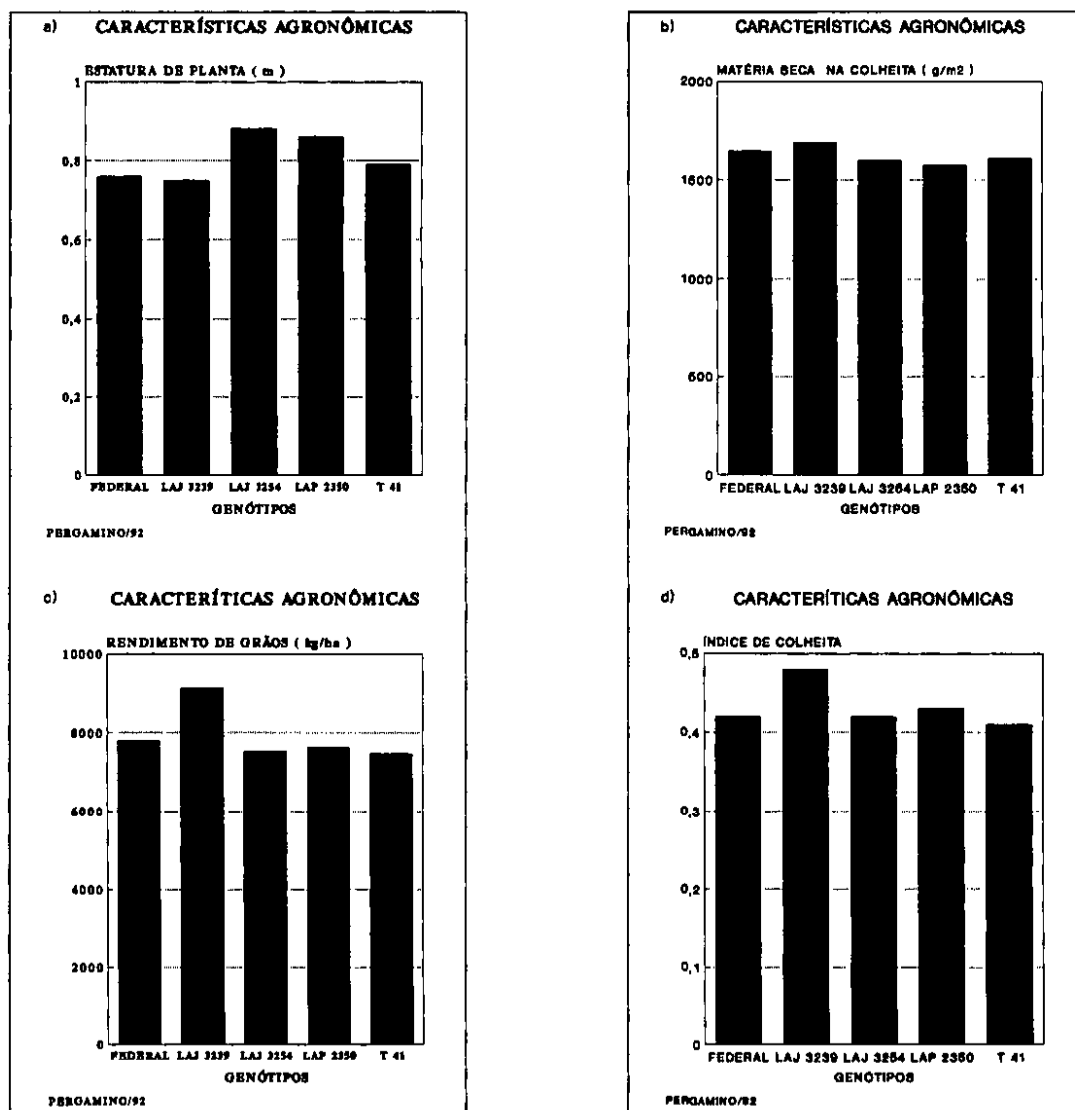 a) CARACTERÍSTICAS AGRONÔMICAS
ESTATURA DE PLANTA ( m )
1
0,8
0,6
0,4
0,2
0
FEDERAL LAJ 3239 LAJ 3254 LAP 2350 T 41
GENÓTIPOS
PERGAMINO/92
b) CARACTERÍSTICAS AGRONÔMICAS
MATÉRIA SECA NA COLHEITA ( g/m2 )
2000
1500
1000
500
0
FEDERAL LAJ 3239 LAJ 3254 LAP 2350 T 41
GENÓTIPOS
PERGAMINO/92
c) CARACTERÍTICAS AGRONÔMICAS
RENDIMENTO DE GRÃOS ( kg/ha )
10000
8000
6000
4000
2000
0
FEDERAL LAJ 3239 LAJ 3254 LAP 2350 T 41
GENÓTIPOS
PERGAMINO/92
d) CARACTERÍTICAS AGRONÔMICAS
ÍNDICE DE COLHEITA
0,5
0,4
0,3
0,2
0,1
0
FEDERAL LAJ 3239 LAJ 3254 LAP 2350 T 41
GENÓTIPOS
PERGAMINO/92